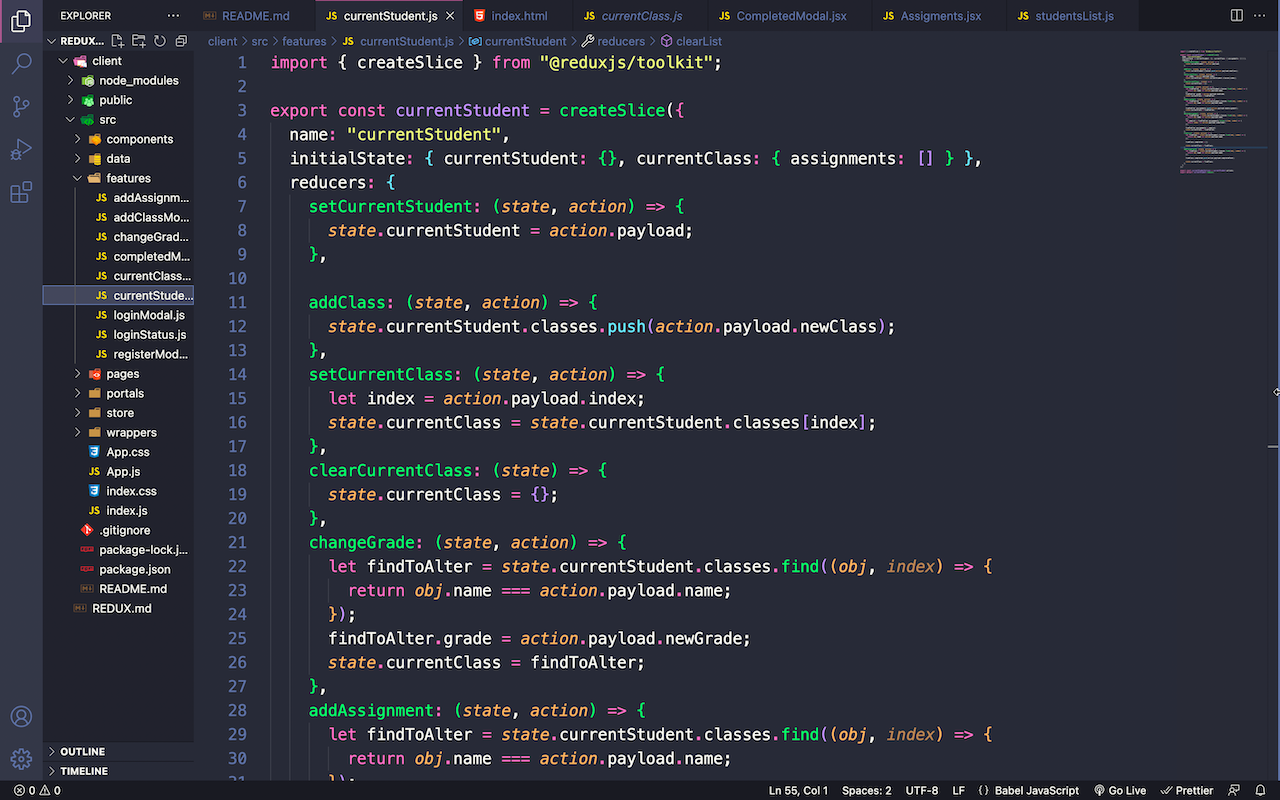 EXPLORER ···
README.md
currentStudent.js
index.html
currentClass.js
CompletedModal.jsx
Assigments.jsx
studentsList.js
···
REDUX...
client > src > features > JS currentStudent.js > currentStudent > reducers > clearList
client
node_modules
public
src
components
data
features
JS addAssignm...
JS addClassMo...
JS changeGrad...
JS completedM...
JS currentClass...
JS currentStude...
JS loginModal.js
JS loginStatus.js
JS registerMod...
pages
portals
store
wrappers
App.css
JS App.js
index.css
JS index.js
.gitignore
package-lock.j...
package.json
README.md
REDUX.md
OUTLINE
TIMELINE
1 import { createSlice } from "@reduxjs/toolkit";
2
3 export const currentStudent = createSlice({
4 name: "currentStudent",
5 initialState: { currentStudent: {}, currentClass: { assignments: [] } },
6 reducers: {
7 setCurrentStudent: (state, action) => {
8 state.currentStudent = action.payload;
9 },
10
11 addClass: (state, action) => {
12 state.currentStudent.classes.push(action.payload.newClass);
13 },
14 setCurrentClass: (state, action) => {
15 let index = action.payload.index;
16 state.currentClass = state.currentStudent.classes[index];
17 },
18 clearCurrentClass: (state) => {
19 state.currentClass = {};
20 },
21 changeGrade: (state, action) => {
22 let findToAlter = state.currentStudent.classes.find((obj, index) => {
23 return obj.name === action.payload.name;
24 });
25 findToAlter.grade = action.payload.newGrade;
26 state.currentClass = findToAlter;
27 },
28 addAssignment: (state, action) => {
29 let findToAlter = state.currentStudent.classes.find((obj, index) => {
30 return obj.name === action.payload.name;
31 });
0 0 Ln 55, Col 1 Spaces: 2 UTF-8 LF {} Babel JavaScript Go Live Prettier